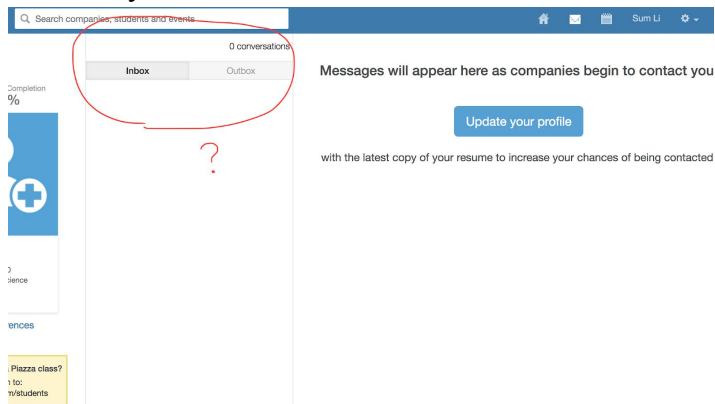 Search companies, students and events
Sum Li
0 conversations
Inbox
Outbox
Messages will appear here as companies begin to contact you
Completion
%
Update your profile
with the latest copy of your resume to increase your chances of being contacted
?
cience
rences
Piazza class?
n to:
m/students